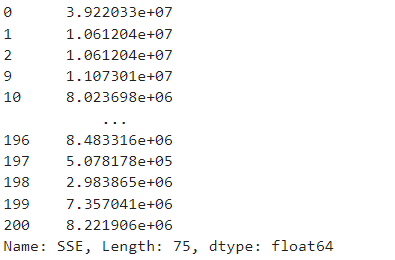 0 3.922033e+07
1 1.061204e+07
2 1.061204e+07
9 1.107301e+07
10 8.023698e+06
...
196 8.483316e+06
197 5.078178e+05
198 2.983865e+06
199 7.357041e+06
200 8.221906e+06
Name: SSE, Length: 75, dtype: float64